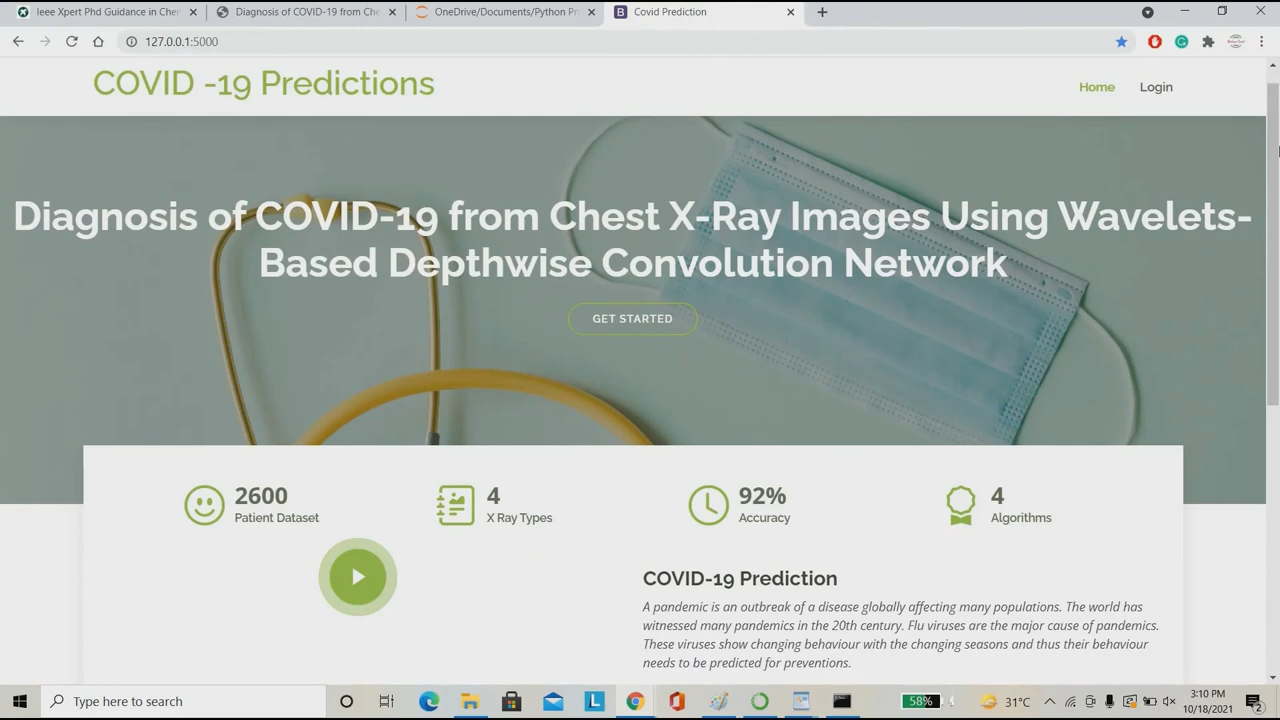 Ieee Xpert Phd Guidance in Chen
Diagnosis of COVID-19 from Che
OneDrive/Documents/Python Pr
Covid Prediction
127.0.0.1:5000
COVID -19 Predictions
Home
Login
Diagnosis of COVID-19 from Chest X-Ray Images Using Wavelets-
Based Depthwise Convolution Network
GET STARTED
2600
Patient Dataset
4
X Ray Types
92%
Accuracy
4
Algorithms
COVID-19 Prediction
A pandemic is an outbreak of a disease globally affecting many populations. The world has
witnessed many pandemics in the 20th century. Flu viruses are the major cause of pandemics.
These viruses show changing behaviour with the changing seasons and thus their behaviour
needs to be predicted for preventions.
Type here to search
58%
31°C
3:10 PM
10/18/2021
2